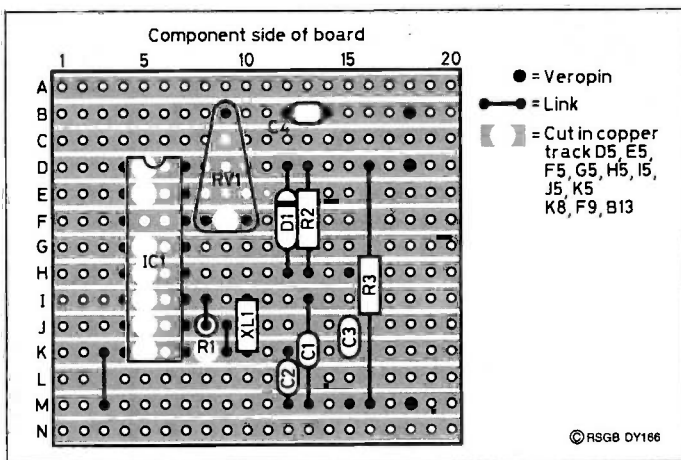 Component side of board
1 5 10 15 20
A
B
C
D
E
F
G
H
I
J
K
L
M
N
C4
RV1
D1
R2
IC1
R3
XL1
R1
C1
C3
C2
= Veropin
= Link
= Cut in copper
track D5, E5,
F5, G5, H5, I5,
J5, K5
K8, F9, B13
©RSGB DY166